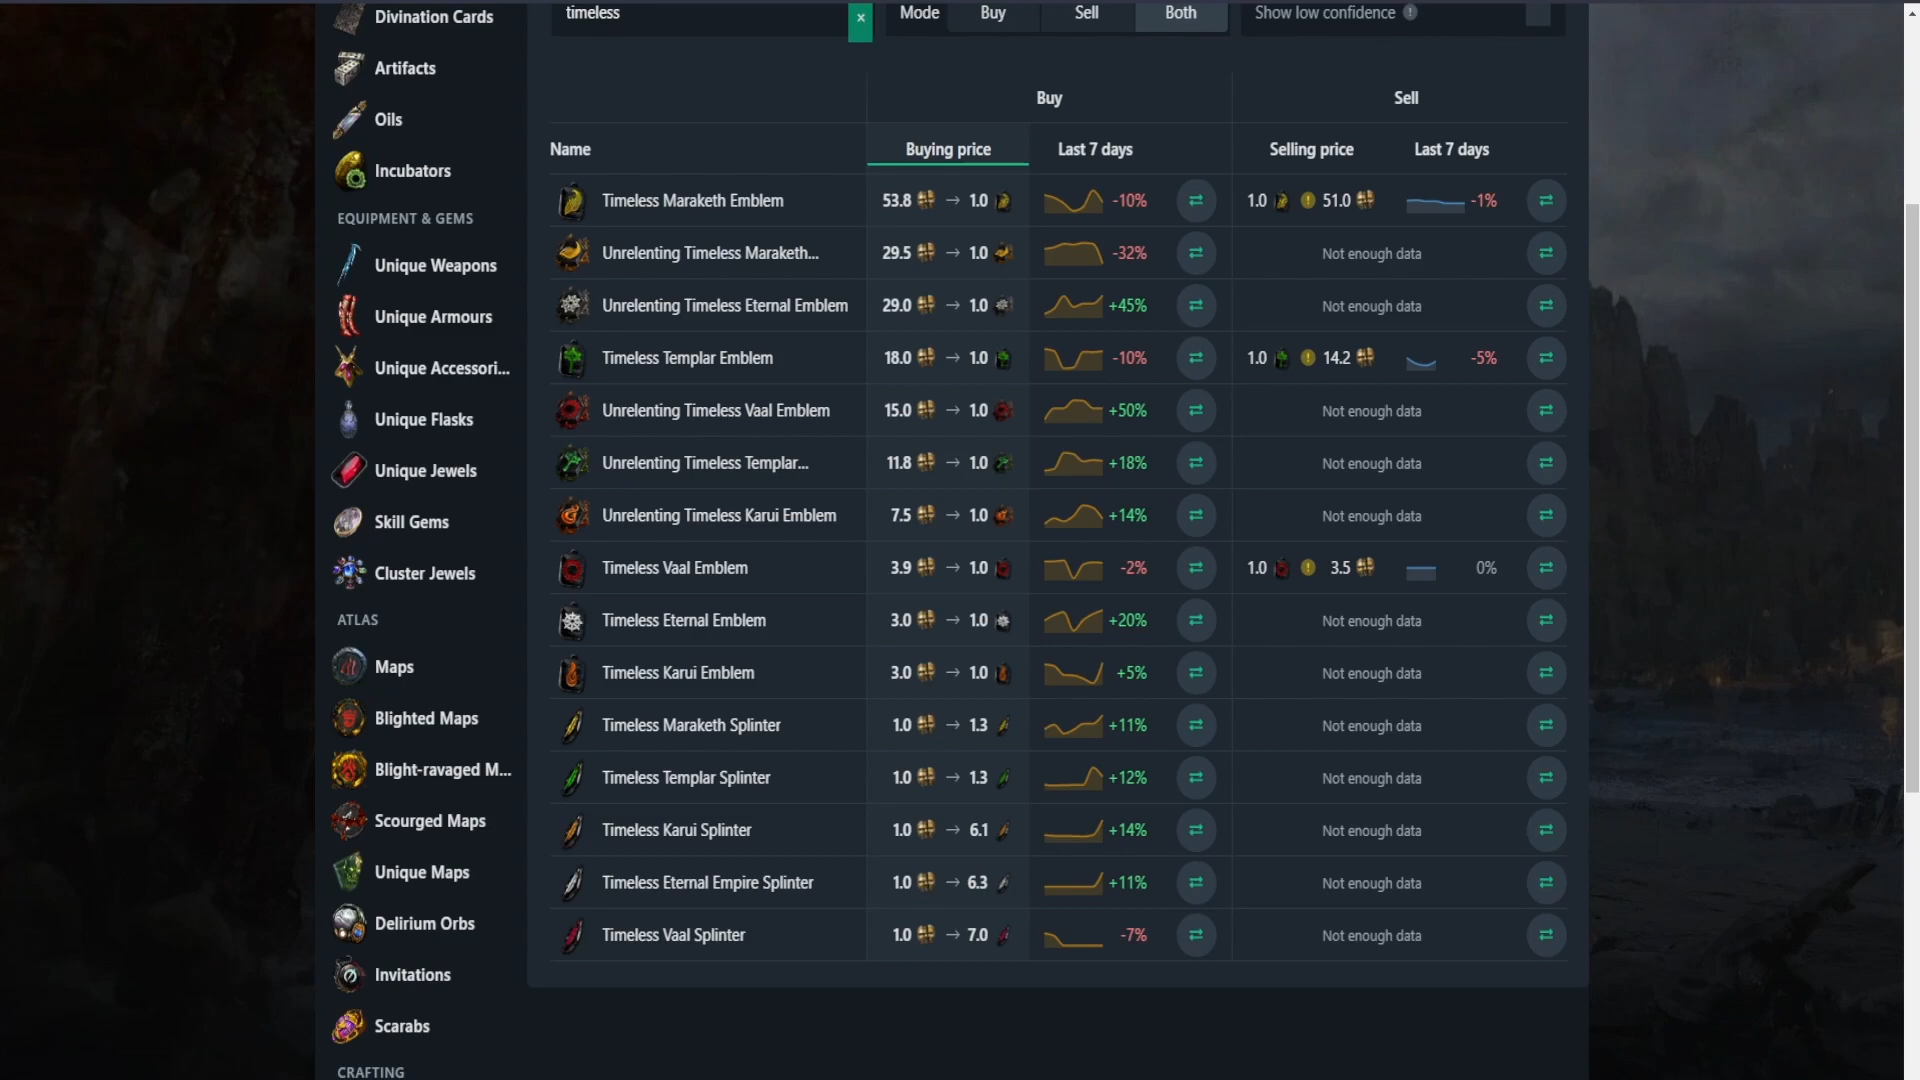 Divination Cards
Artifacts
Oils
Incubators
EQUIPMENT & GEMS
Unique Weapons
Unique Armours
Unique Accessori...
Unique Flasks
Unique Jewels
Skill Gems
Cluster Jewels
ATLAS
Maps
Blighted Maps
Blight-ravaged M...
Scourged Maps
Unique Maps
Delirium Orbs
Invitations
Scarabs
CRAFTING
timeless × Mode Buy Sell Both Show low confidence !
Buy Sell
Name Buying price Last 7 days Selling price Last 7 days
Timeless Maraketh Emblem 53.8 → 1.0 -10% 1.0 ! 51.0 -1%
Unrelenting Timeless Maraketh... 29.5 → 1.0 -32% Not enough data
Unrelenting Timeless Eternal Emblem 29.0 → 1.0 +45% Not enough data
Timeless Templar Emblem 18.0 → 1.0 -10% 1.0 ! 14.2 -5%
Unrelenting Timeless Vaal Emblem 15.0 → 1.0 +50% Not enough data
Unrelenting Timeless Templar... 11.8 → 1.0 +18% Not enough data
Unrelenting Timeless Karui Emblem 7.5 → 1.0 +14% Not enough data
Timeless Vaal Emblem 3.9 → 1.0 -2% 1.0 ! 3.5 0%
Timeless Eternal Emblem 3.0 → 1.0 +20% Not enough data
Timeless Karui Emblem 3.0 → 1.0 +5% Not enough data
Timeless Maraketh Splinter 1.0 → 1.3 +11% Not enough data
Timeless Templar Splinter 1.0 → 1.3 +12% Not enough data
Timeless Karui Splinter 1.0 → 6.1 +14% Not enough data
Timeless Eternal Empire Splinter 1.0 → 6.3 +11% Not enough data
Timeless Vaal Splinter 1.0 → 7.0 -7% Not enough data